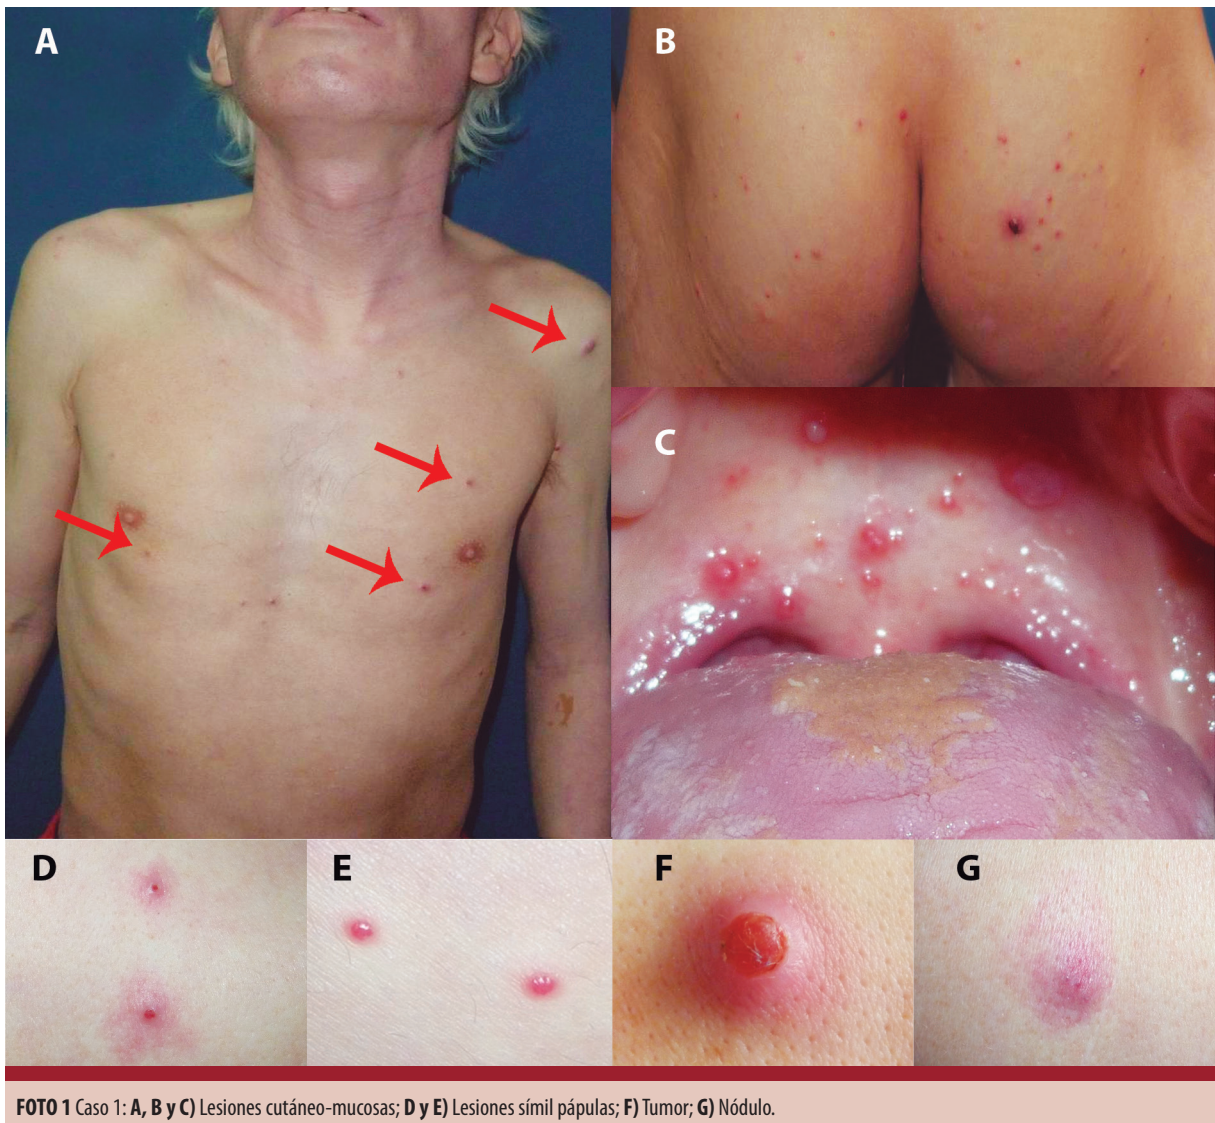 A
B
C
D
E
F
G
FOTO 1 Caso 1: A, B y C) Lesiones cutáneo-mucosas; D y E) Lesiones símil pápulas; F) Tumor; G) Nódulo.